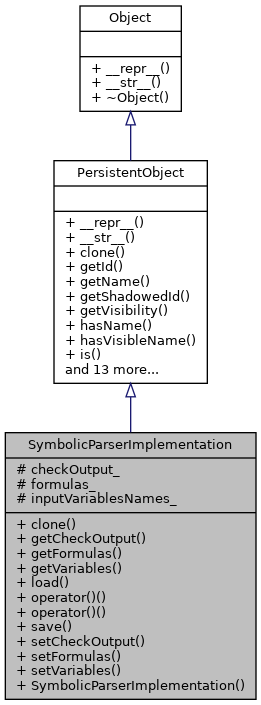 Object
+ __repr__()
+ __str__()
+ ~Object()
PersistentObject
+ __repr__()
+ __str__()
+ clone()
+ getId()
+ getName()
+ getShadowedId()
+ getVisibility()
+ hasName()
+ hasVisibleName()
+ is()
and 13 more...
SymbolicParserImplementation
# checkOutput_
# formulas_
# inputVariablesNames_
+ clone()
+ getCheckOutput()
+ getFormulas()
+ getVariables()
+ load()
+ operator()()
+ operator()()
+ save()
+ setCheckOutput()
+ setFormulas()
+ setVariables()
+ SymbolicParserImplementation()